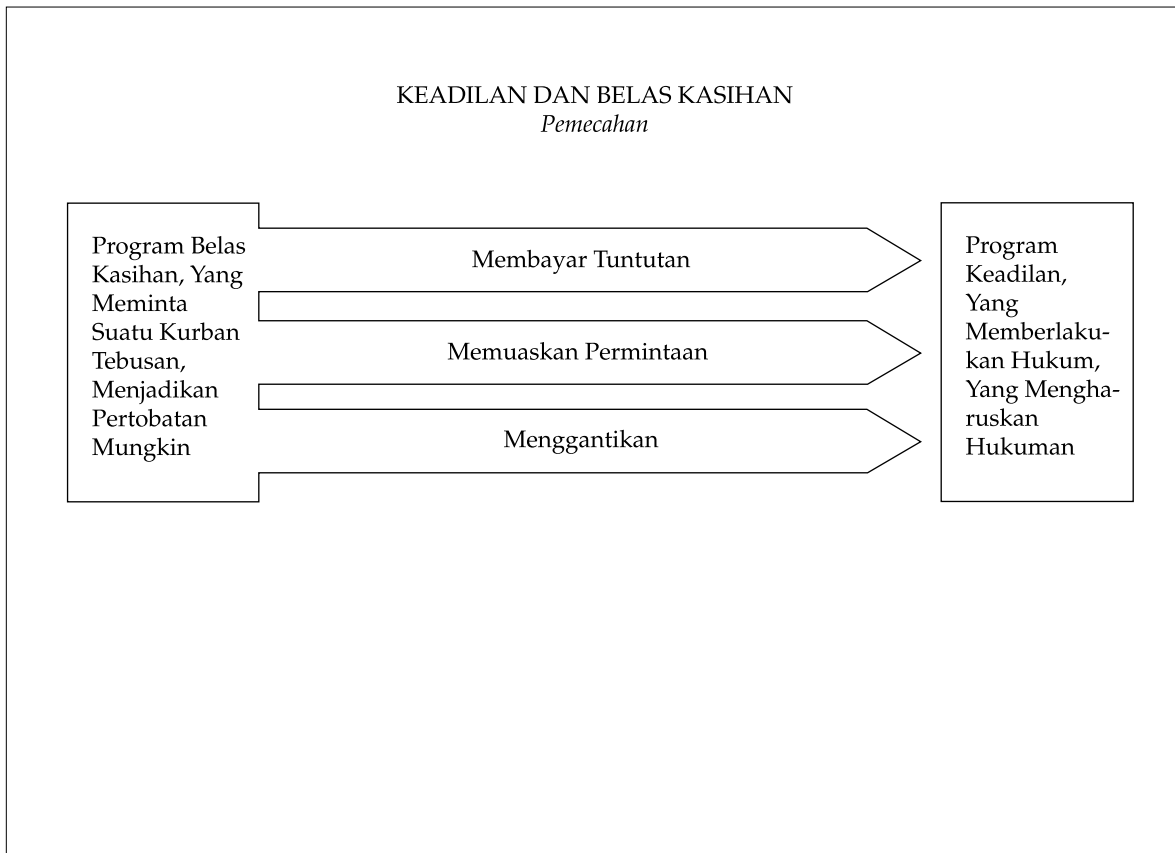 KEADILAN DAN BELAS KASIHAN
Pemecahan
Program Belas
Kasihan, Yang
Meminta
Suatu Kurban
Tebusan,
Menjadikan
Pertobatan
Mungkin
Membayar Tuntutan
Memuaskan Permintaan
Menggantikan
Program
Keadilan,
Yang
Memberlaku-
kan Hukum,
Yang Mengha-
ruskan
Hukuman